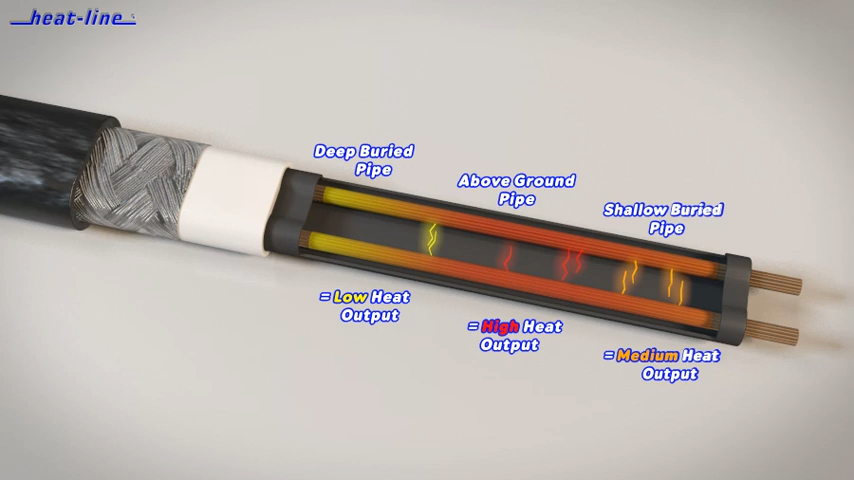 heat-line
Deep Buried
Pipe
Above Ground
Pipe
Shallow Buried
Pipe
= Low Heat
Output
= High Heat
Output
= Medium Heat
Output